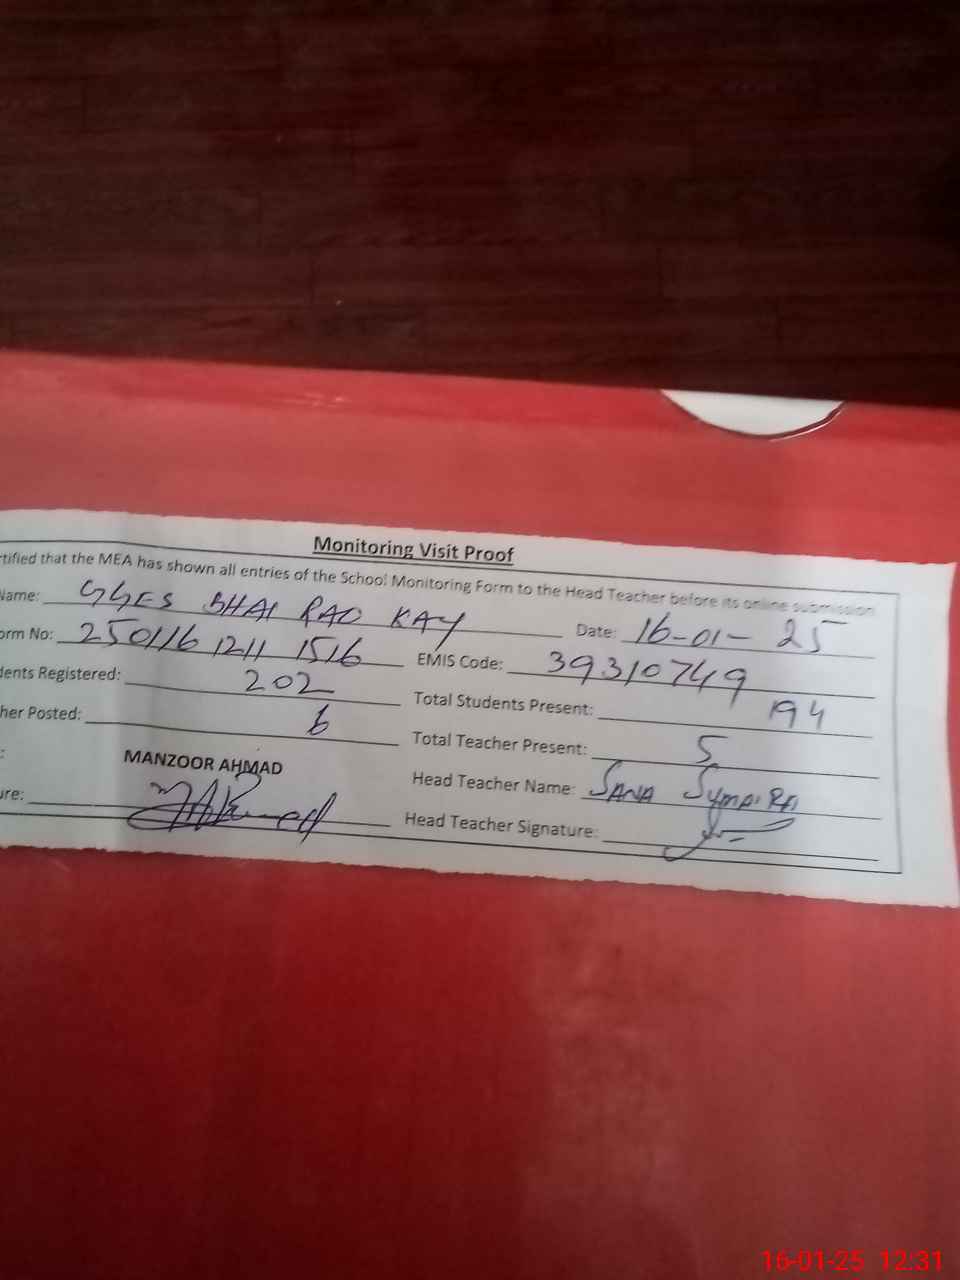 Monitoring Visit Proof
rtified that the MEA has shown all entries of the School Monitoring Form to the Head Teacher before its online submission
Name: GGES BHAI RAO KAY Date: 16-01-25
orm No: 250116 1211 1516 EMIS Code: 39310749
dents Registered: 202 Total Students Present: 194
her Posted: 6 Total Teacher Present: 5
: MANZOOR AHMAD Head Teacher Name: SANA
ure: Head Teacher Signature:
16-01-25 12:31